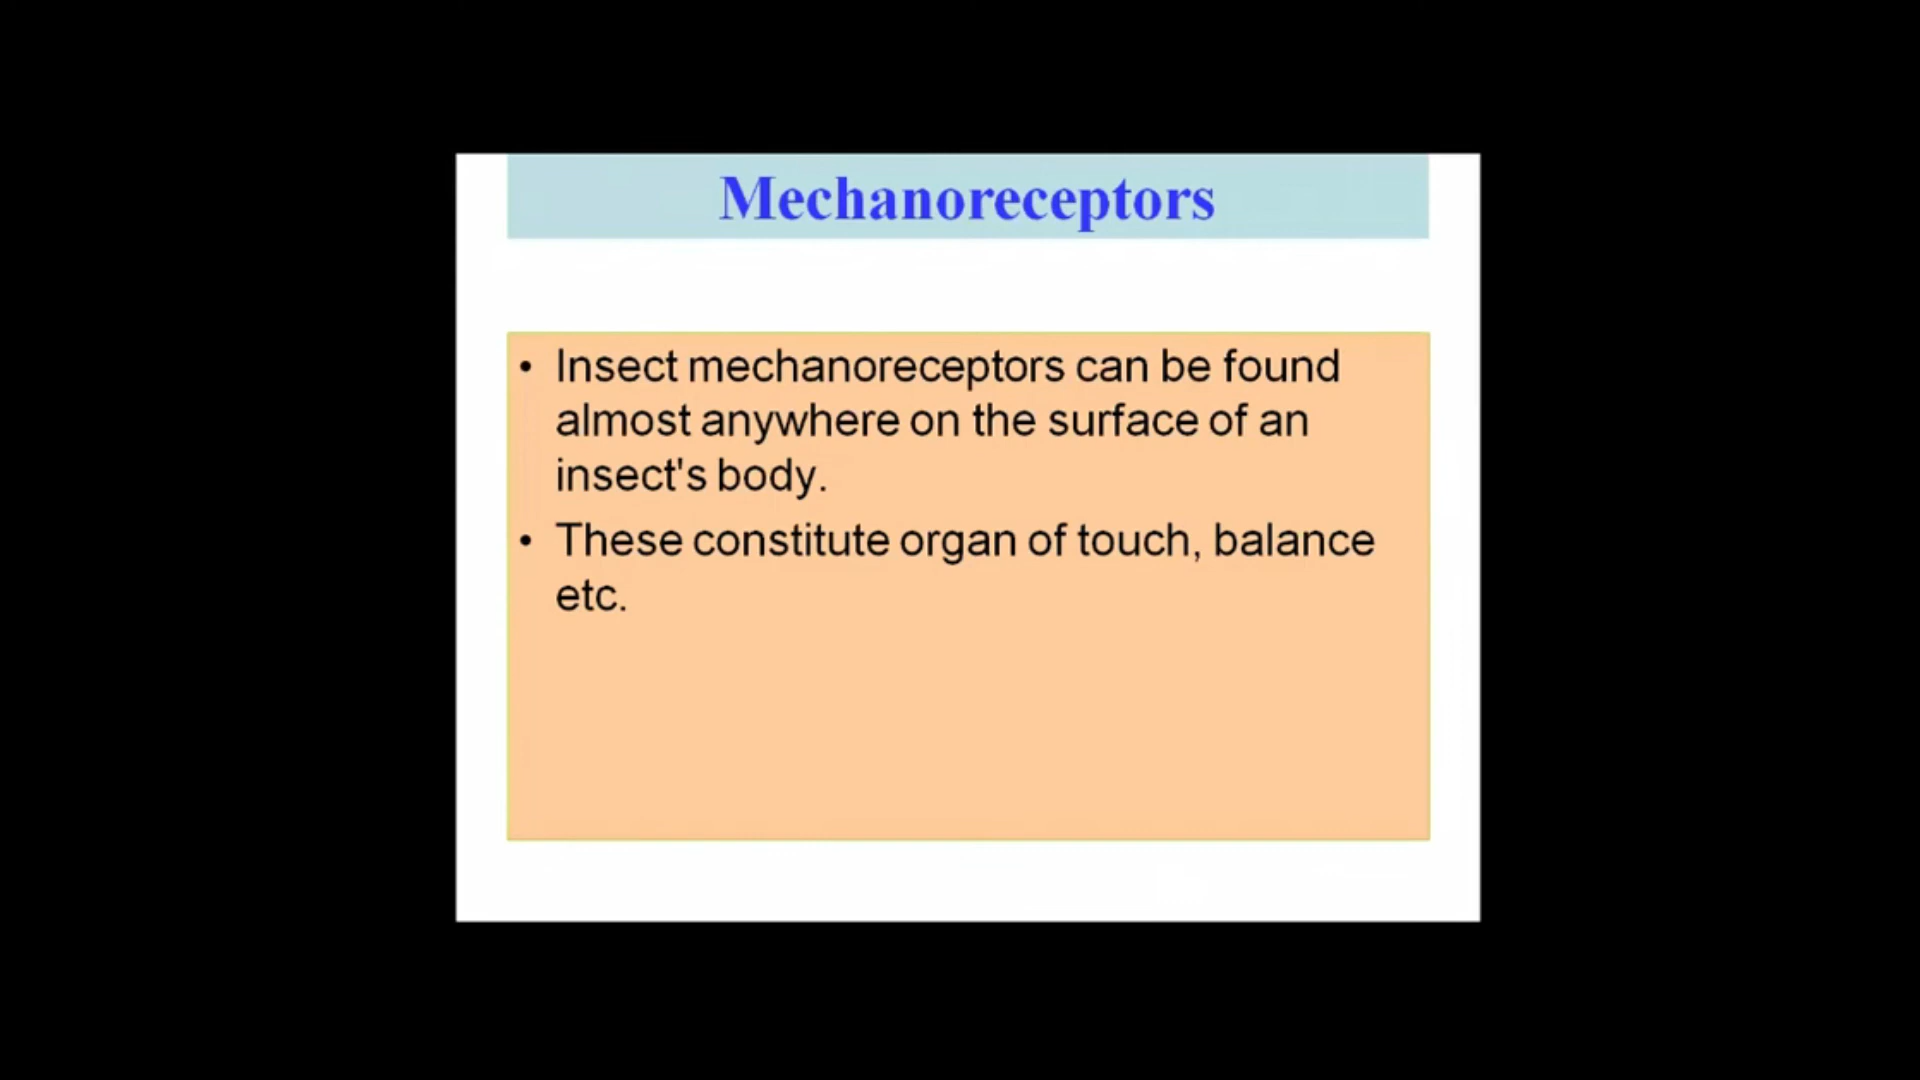 Mechanoreceptors
• Insect mechanoreceptors can be found
almost anywhere on the surface of an
insect's body.
• These constitute organ of touch, balance
etc.